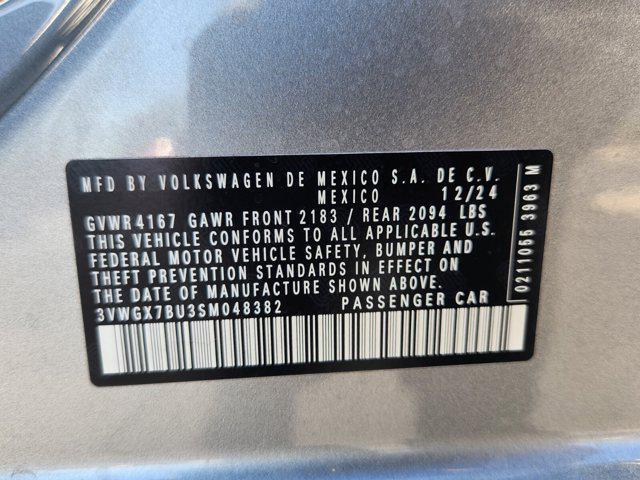 MFD BY VOLKSWAGEN DE MEXICO S.A. DE C.V.
MEXICO 12/24
GVWR 4167 GAWR FRONT 2183 / REAR 2094 LBS
THIS VEHICLE CONFORMS TO ALL APPLICABLE U.S.
FEDERAL MOTOR VEHICLE SAFETY, BUMPER AND
THEFT PREVENTION STANDARDS IN EFFECT ON
THE DATE OF MANUFACTURE SHOWN ABOVE.
3VWGX7BU3SM048382 PASSENGER CAR
0211055 3963 M